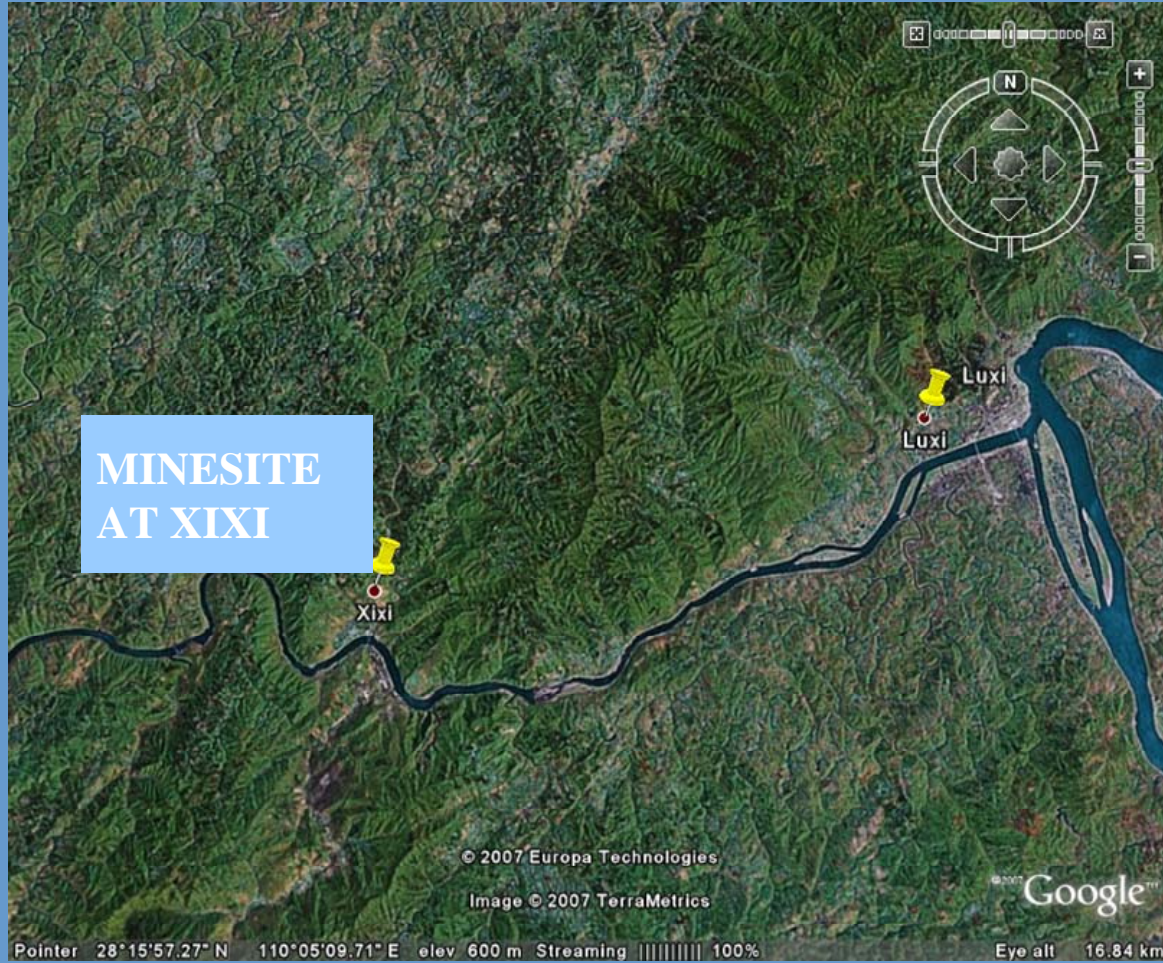 N
Luxi
Luxi
MINESITE
AT XIXI
Xixi
© 2007 Europa Technologies
Image © 2007 TerraMetrics
©2007 Google™
Pointer 28°15'57.27" N 110°05'09.71" E elev 600 m Streaming |||||||||| 100% Eye alt 16.84 km